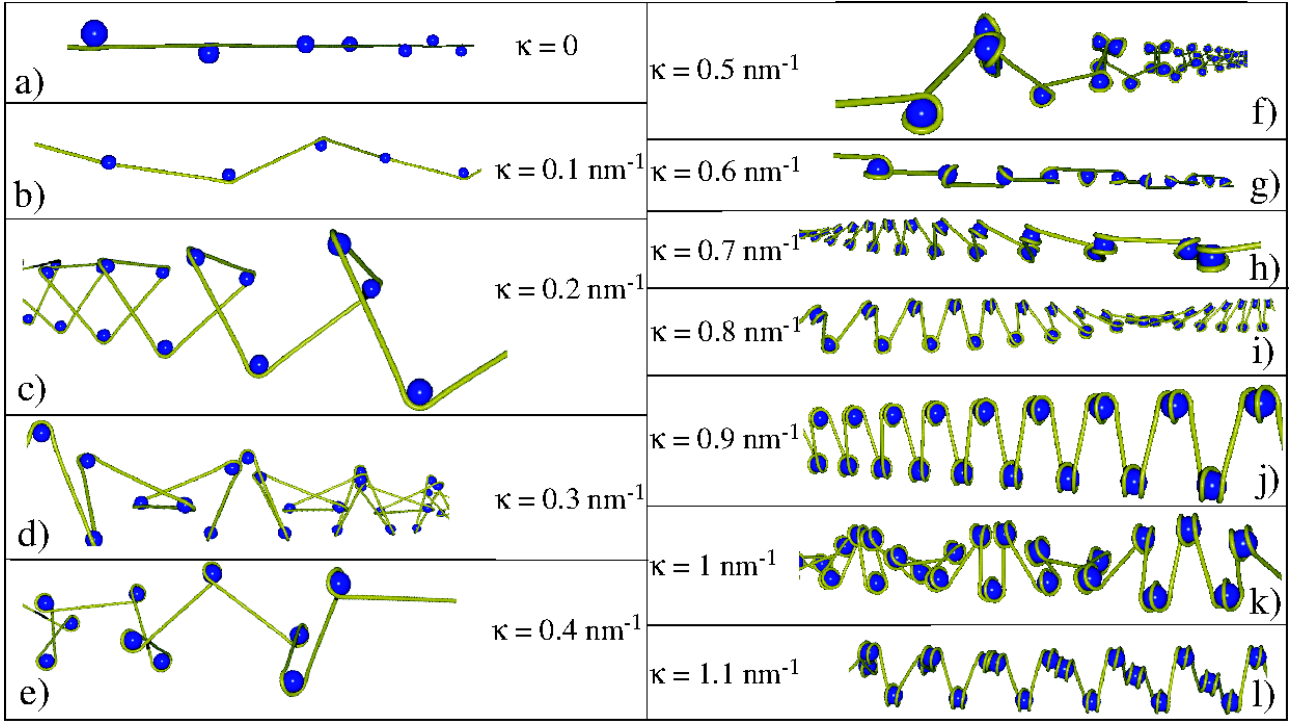 κ = 0
a)
b)
κ = 0.1 nm⁻¹
κ = 0.2 nm⁻¹
c)
κ = 0.3 nm⁻¹
d)
κ = 0.4 nm⁻¹
e)
κ = 0.5 nm⁻¹
f)
κ = 0.6 nm⁻¹
g)
κ = 0.7 nm⁻¹
h)
κ = 0.8 nm⁻¹
i)
κ = 0.9 nm⁻¹
j)
κ = 1 nm⁻¹
k)
κ = 1.1 nm⁻¹
l)